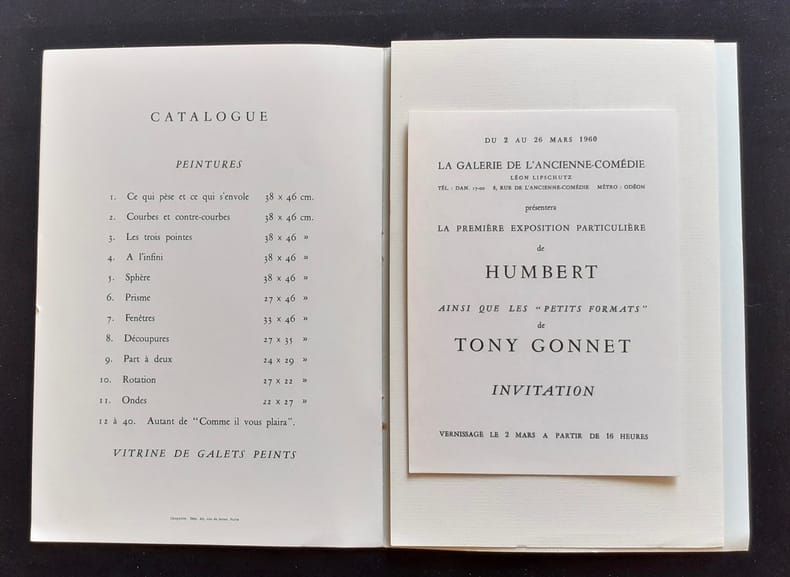 CATALOGUE
PEINTURES
1. Ce qui pèse et ce qui s'envole 38 x 46 cm.
2. Courbes et contre-courbes 38 x 46 cm.
3. Les trois pointes 38 x 46 »
4. A l'infini 38 x 46 »
5. Sphère 38 x 46 »
6. Prisme 27 x 46 »
7. Fenêtres 33 x 46 »
8. Découpures 27 x 35 »
9. Part à deux 24 x 29 »
10. Rotation 27 x 22 »
11. Ondes 22 x 27 »
12 à 40. Autant de "Comme il vous plaira".
VITRINE DE GALETS PEINTS
DU 2 AU 26 MARS 1960
LA GALERIE DE L'ANCIENNE-COMÉDIE
LÉON LIPSCHUTZ
TÉL. : DAN. 17-00 8, RUE DE L'ANCIENNE-COMÉDIE MÉTRO : ODÉON
présentera
LA PREMIÈRE EXPOSITION PARTICULIÈRE
de
HUMBERT
AINSI QUE LES "PETITS FORMATS"
de
TONY GONNET
INVITATION
VERNISSAGE LE 2 MARS A PARTIR DE 16 HEURES